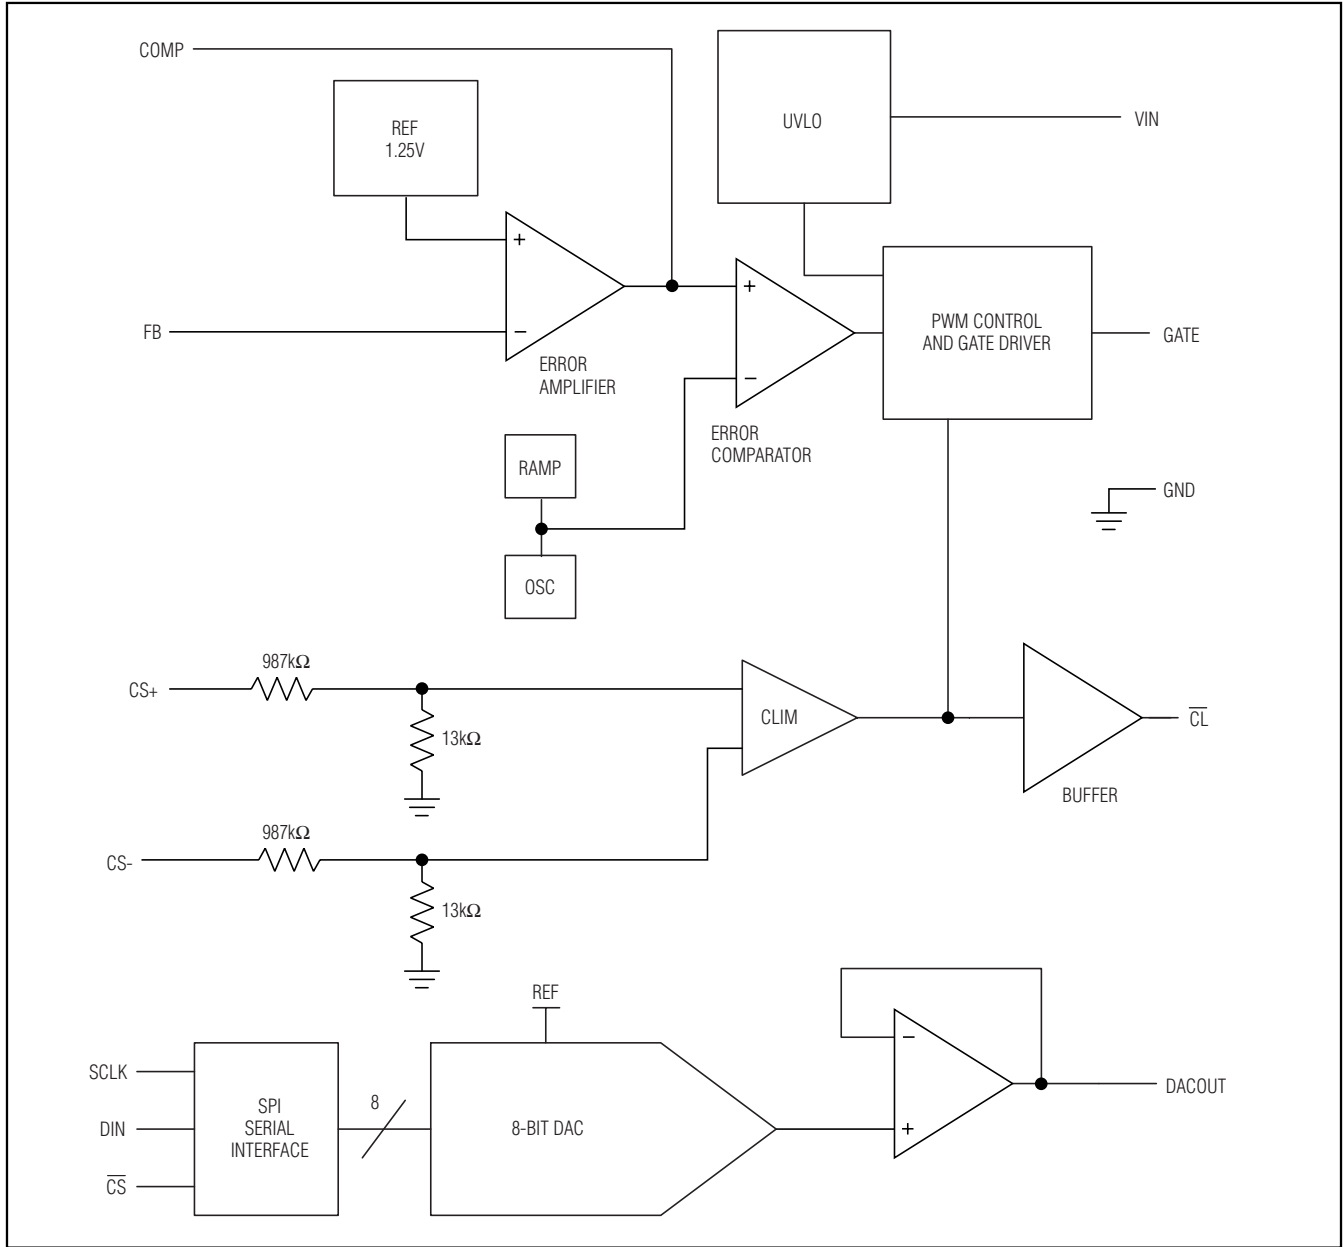 COMP
REF
1.25V
UVLO
VIN
+
FB
−
ERROR
AMPLIFIER
+
−
ERROR
COMPARATOR
PWM CONTROL
AND GATE DRIVER
GATE
RAMP
OSC
GND
CS+
987kΩ
13kΩ
CLIM
C̅L̅
BUFFER
CS-
987kΩ
13kΩ
REF
SCLK
DIN
C̅S̅
SPI
SERIAL
INTERFACE
8
8-BIT DAC
−
+
DACOUT